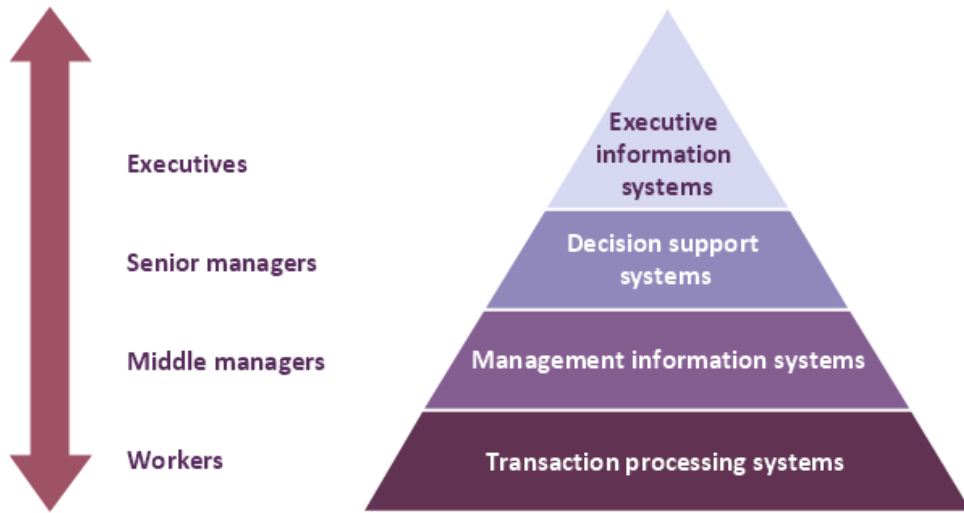 Executives
Executive
information
systems
Senior managers
Decision support
systems
Middle managers
Management information systems
Workers
Transaction processing systems